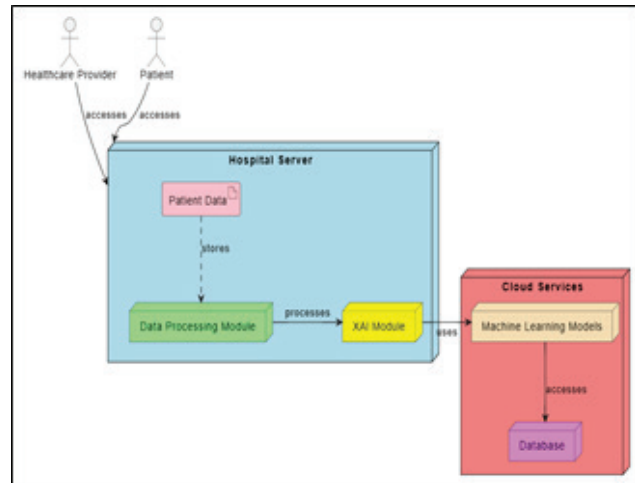 Healthcare Provider
Patient
accesses
accesses
Hospital Server
Patient Data
stores
Data Processing Module
processes
XAI Module
uses
Cloud Services
Machine Learning Models
accesses
Database